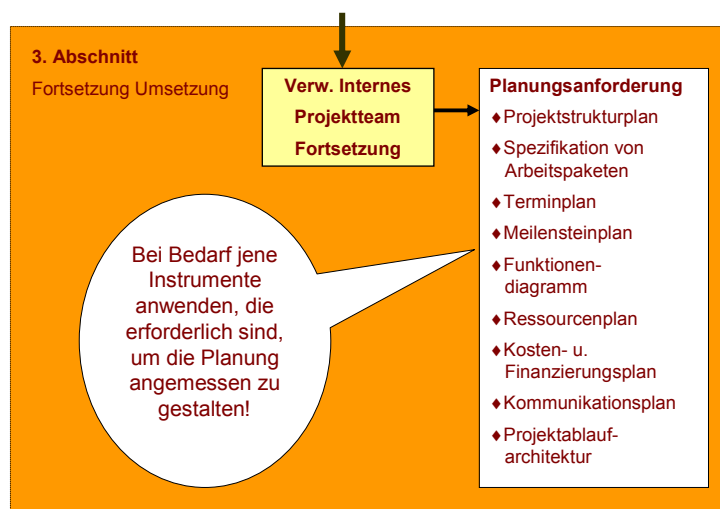 3. Abschnitt
Fortsetzung Umsetzung
Verw. Internes
Projektteam
Fortsetzung
Planungsanforderung
♦Projektstrukturplan
♦Spezifikation von
Arbeitspaketen
♦Terminplan
♦Meilensteinplan
♦Funktionen-
diagramm
♦Ressourcenplan
♦Kosten- u.
Finanzierungsplan
♦Kommunikationsplan
♦Projektablauf-
architektur
Bei Bedarf jene
Instrumente
anwenden, die
erforderlich sind,
um die Planung
angemessen zu
gestalten!